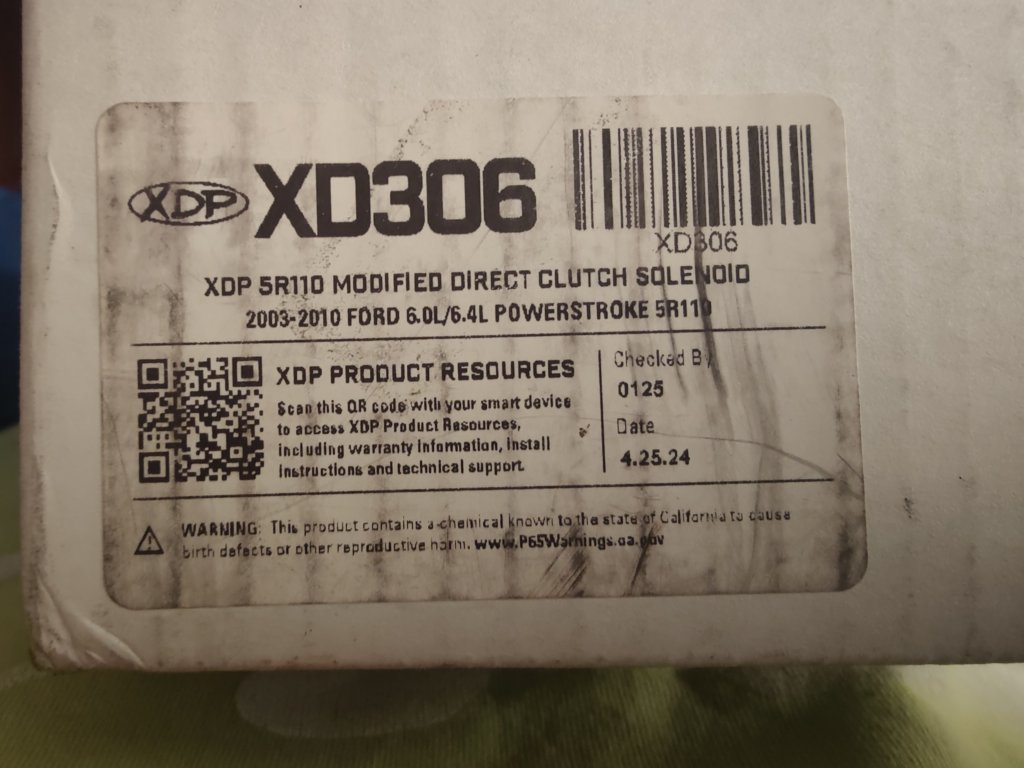 XDP XD306
XD306
XDP 5R110 MODIFIED DIRECT CLUTCH SOLENOID
2003-2010 FORD 6.0L/6.4L POWERSTROKE 5R110
XDP PRODUCT RESOURCES
Scan this QR code with your smart device
to access XDP Product Resources,
including warranty information, install
instructions and technical support.
Checked By
0125
Date
4.25.24
WARNING: This product contains a chemical known to the state of California to cause
birth defects or other reproductive harm. www.P65Warnings.ca.gov